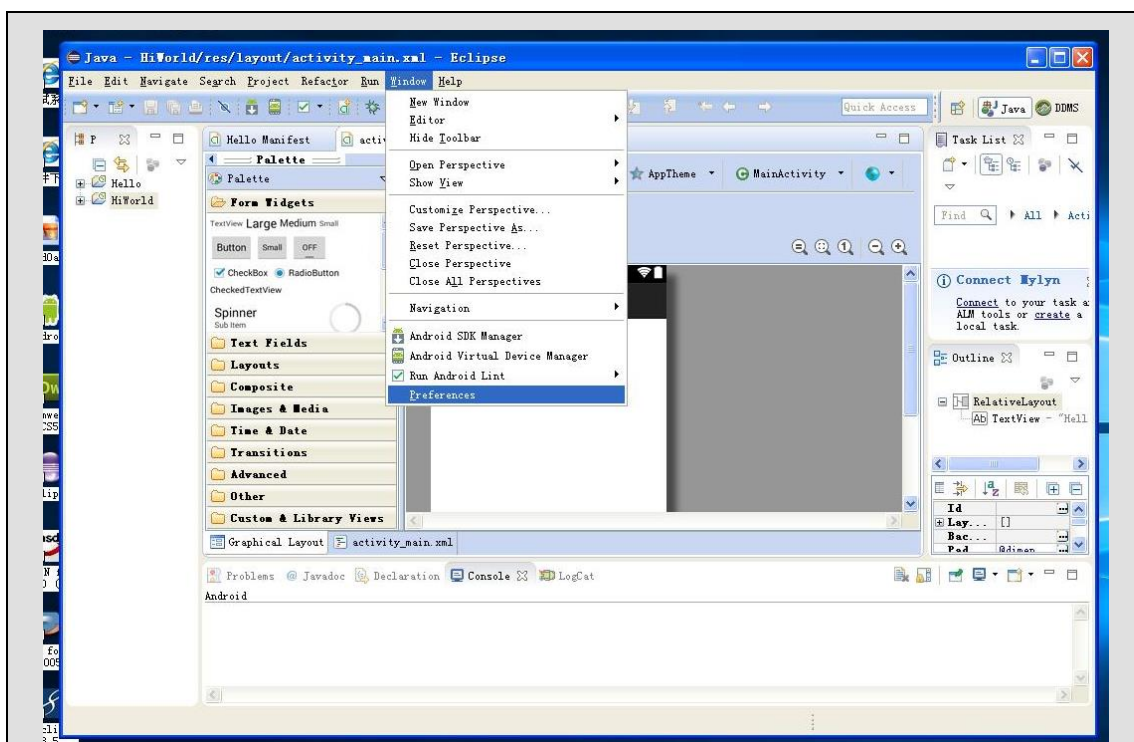 Java - HiWorld/res/layout/activity_main.xml - Eclipse
File Edit Navigate Search Project Refactor Run Window Help
Quick Access
Java
DDMS
New Window
Editor
Hide Toolbar
Open Perspective
Show View
Customize Perspective...
Save Perspective As...
Reset Perspective...
Close Perspective
Close All Perspectives
Navigation
Android SDK Manager
Android Virtual Device Manager
Run Android Lint
Preferences
P
Hello
HiWorld
Hello Manifest
Palette
Palette
Form Widgets
TextView Large Medium Small
Button Small OFF
CheckBox RadioButton
CheckedTextView
Spinner
Sub Item
Text Fields
Layouts
Composite
Images & Media
Time & Date
Transitions
Advanced
Other
Custom & Library Views
Graphical Layout activity_main.xml
AppTheme MainActivity
Task List
Find All Acti
Connect Mylyn
Connect to your task
ALM tools or create a
local task.
Outline
RelativeLayout
Ab TextView - "Hell
Id
Lay... []
Bac...
Problems @ Javadoc Declaration Console LogCat
Android